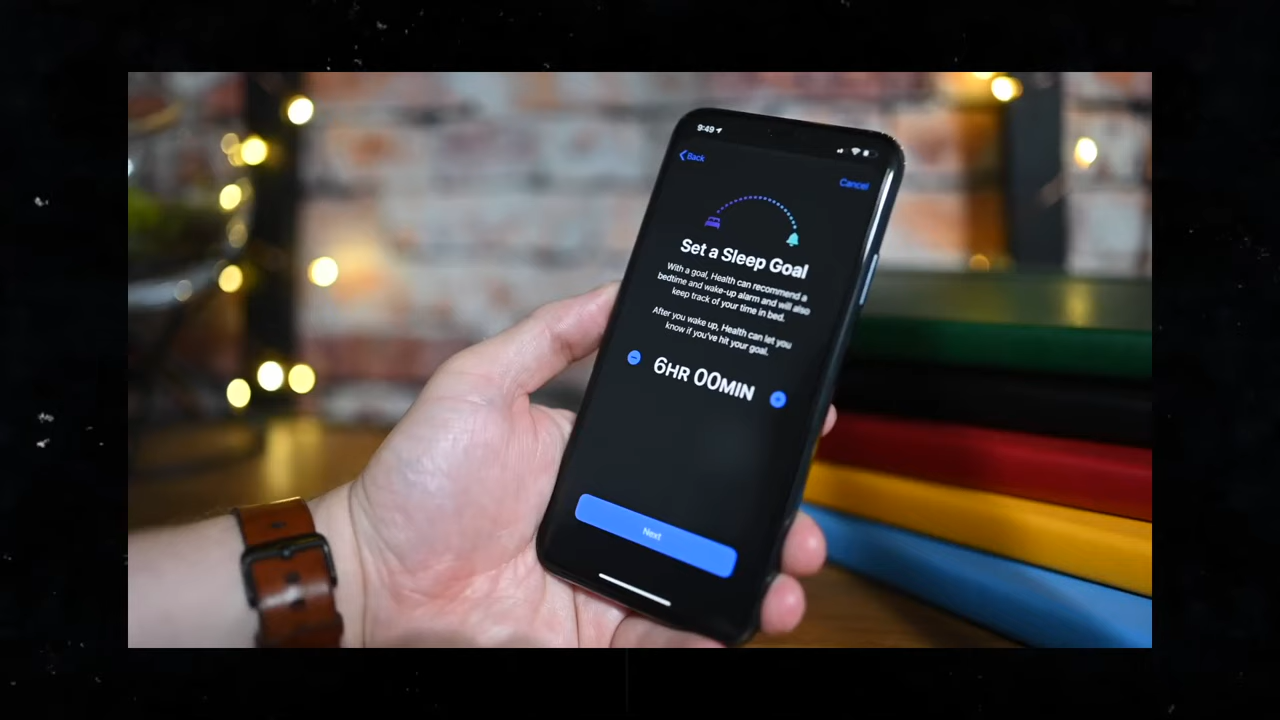 9:49
Back
Cancel
Set a Sleep Goal
With a goal, Health can recommend a
bedtime and wake-up alarm and will also
keep track of your time in bed.
After you wake up, Health can let you
know if you've hit your goal.
6HR 00MIN
Next